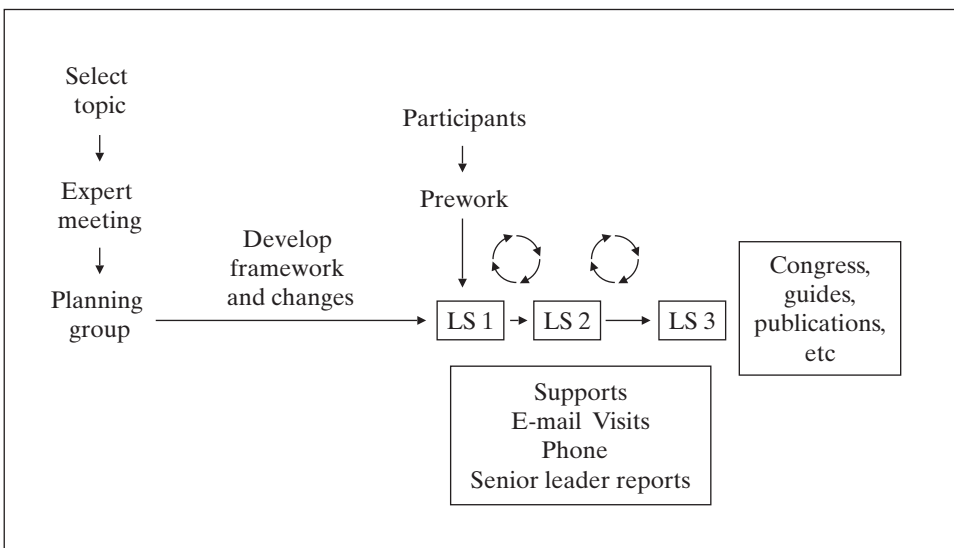 Select
topic
Expert
meeting
Planning
group
Develop
framework
and changes
Participants
Prework
LS 1
LS 2
LS 3
Supports
E-mail Visits
Phone
Senior leader reports
Congress,
guides,
publications,
etc